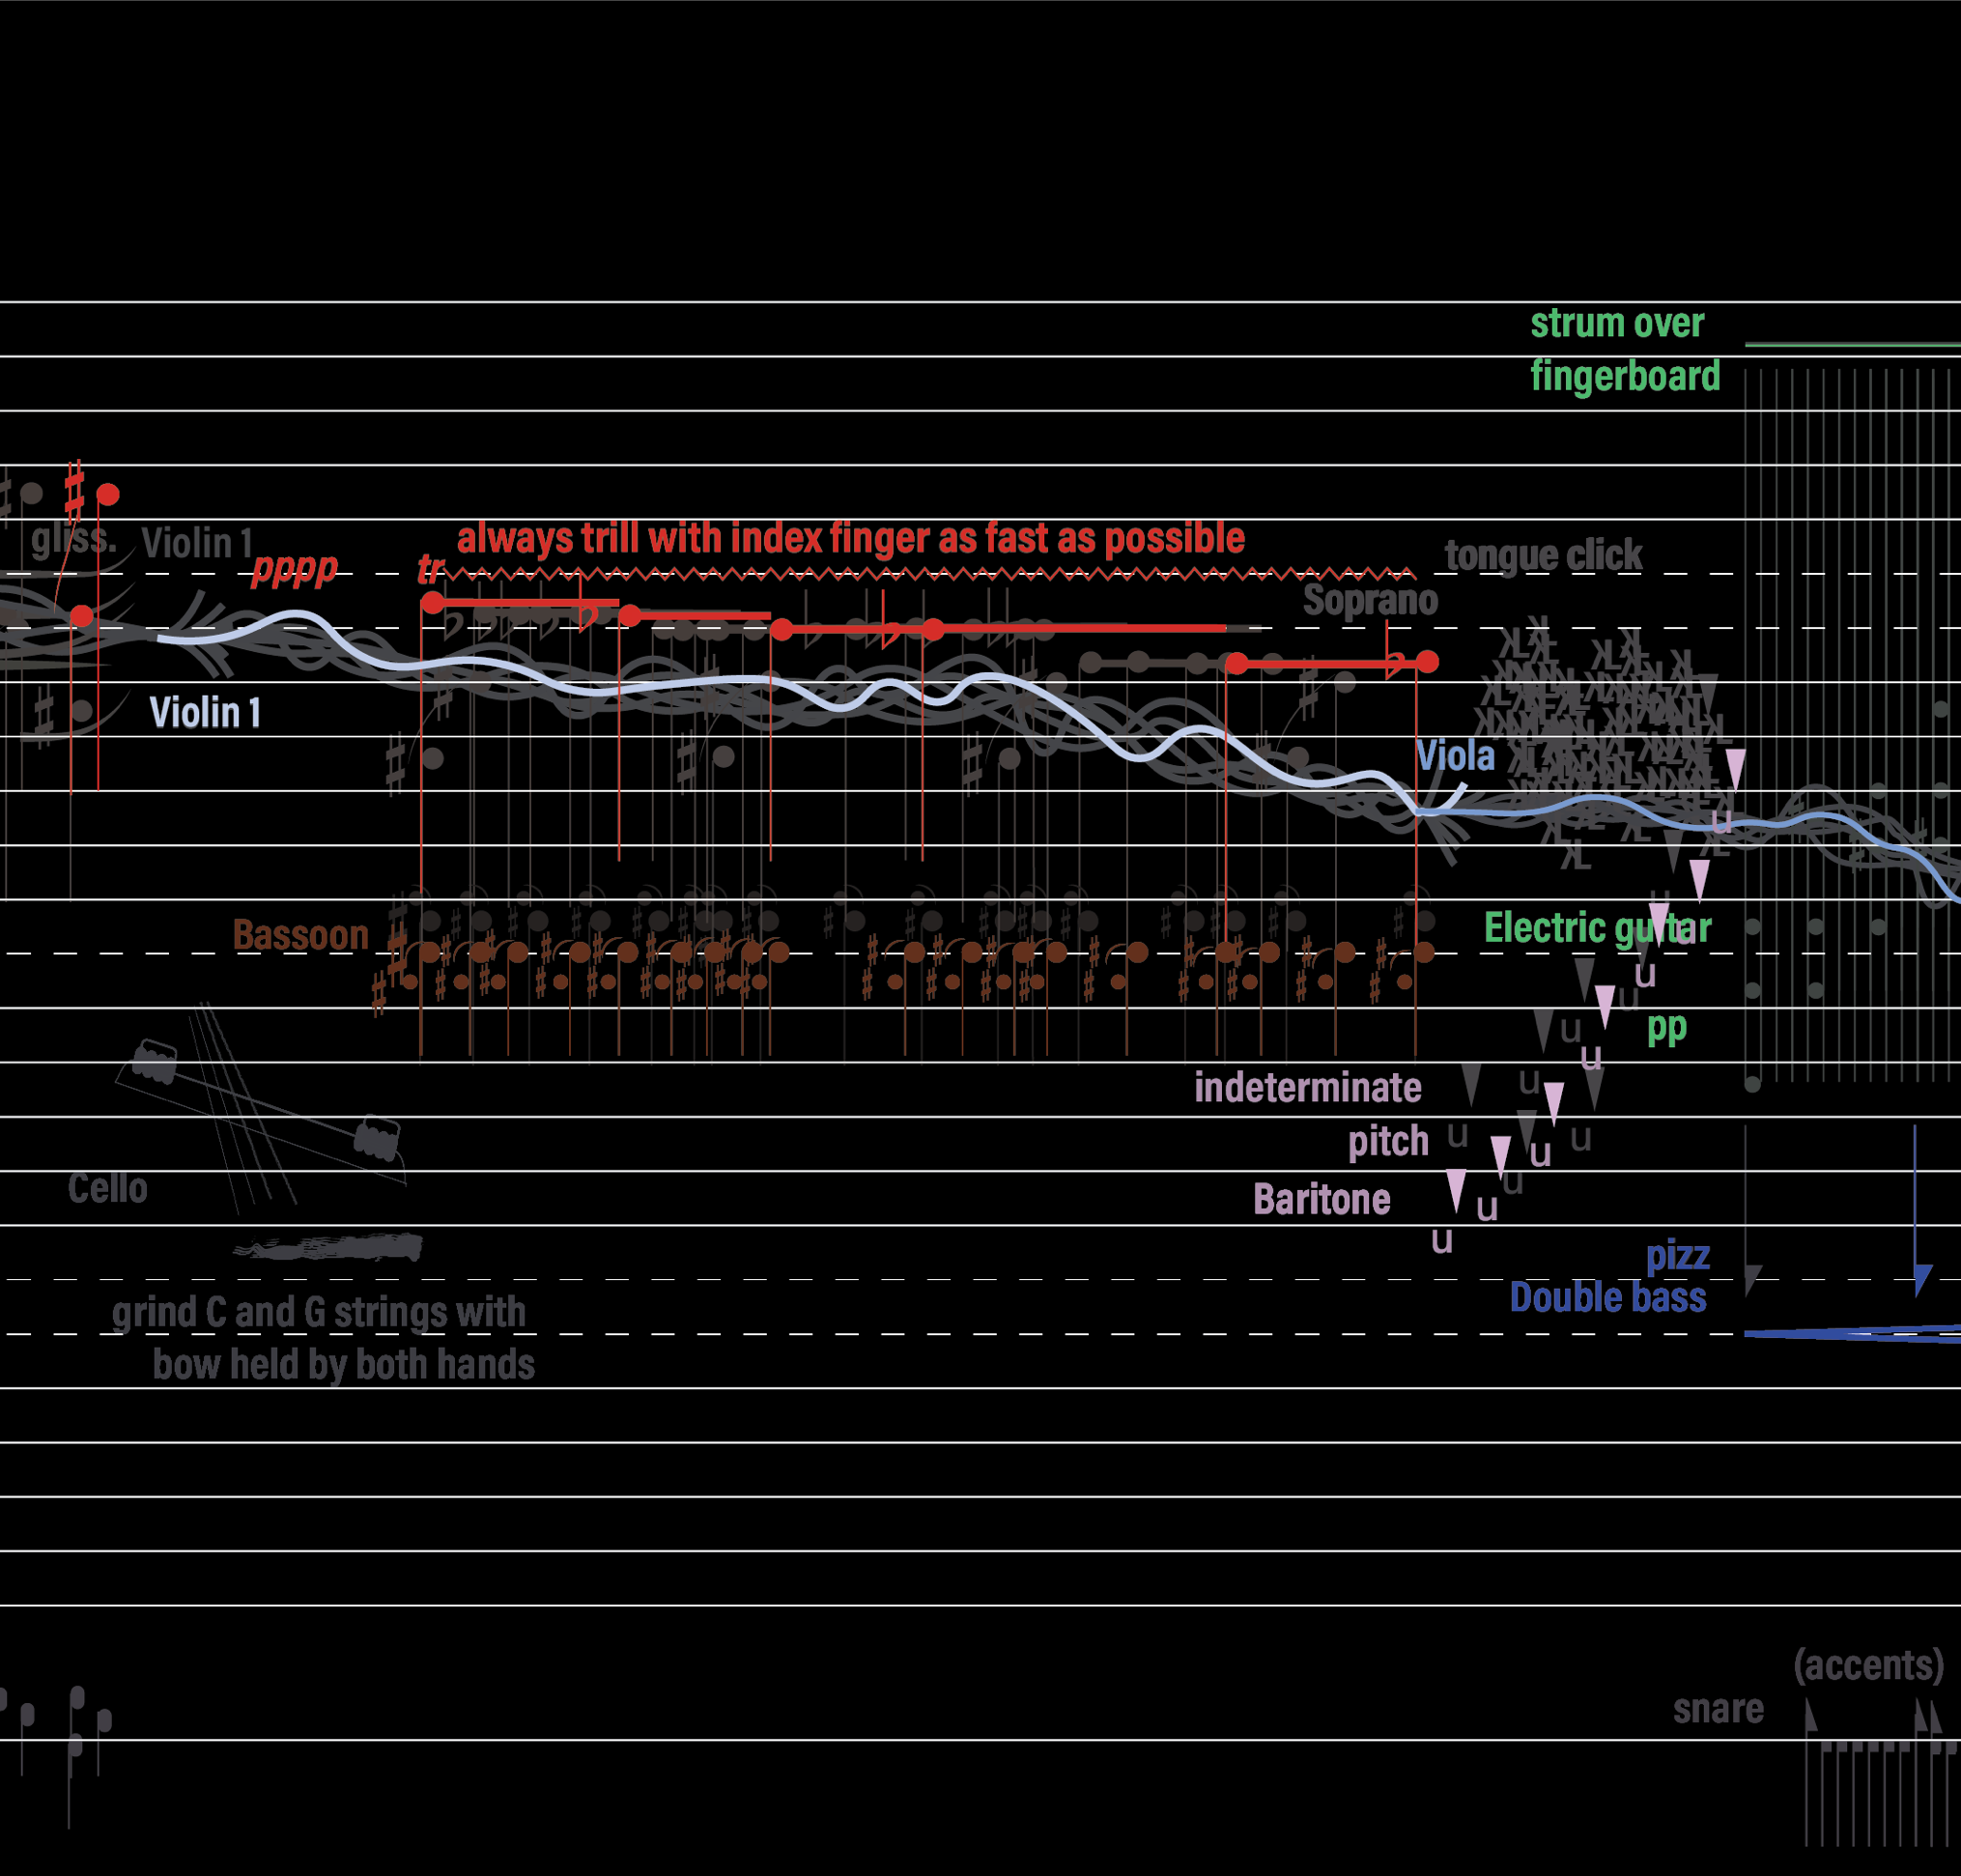 strum over
fingerboard
gliss.
Violin 1
pppp
always trill with index finger as fast as possible
tr
tongue click
Soprano
Violin 1
Viola
u
Bassoon
Electric guitar
u
u
u
u
u
pp
u
u
indeterminate
u
pitch
u
u
u
Cello
Baritone
u
u
u
pizz
Double bass
grind C and G strings with
bow held by both hands
(accents)
snare